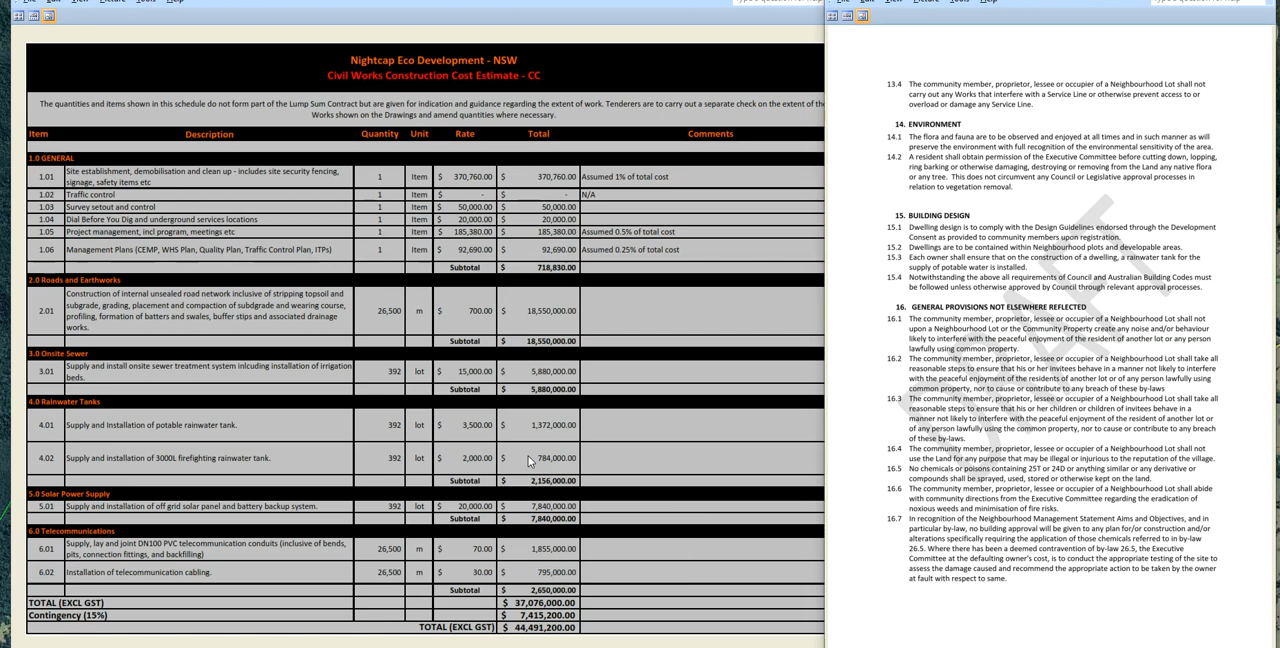 File Edit View Picture Tools Help
Type a question for help
Nightcap Eco Development - NSW
Civil Works Construction Cost Estimate - CC
The quantities and items shown in this schedule do not form part of the Lump Sum Contract but are given for indication and guidance regarding the extent of work. Tenderers are to carry out a separate check on the extent of the
Works shown on the Drawings and amend quantities where necessary.
Item Description Quantity Unit Rate Total Comments
1.0 GENERAL
1.01 Site establishment, demobilisation and clean up - includes site security fencing, signage, safety items etc 1 Item $ 370,760.00 $ 370,760.00 Assumed 1% of total cost
1.02 Traffic control 1 Item $ - $ - N/A
1.03 Survey setout and control 1 Item $ 50,000.00 $ 50,000.00
1.04 Dial Before You Dig and underground services locations 1 Item $ 20,000.00 $ 20,000.00
1.05 Project management, incl program, meetings etc 1 Item $ 185,380.00 $ 185,380.00 Assumed 0.5% of total cost
1.06 Management Plans (CEMP, WHS Plan, Quality Plan, Traffic Control Plan, ITPs) 1 Item $ 92,690.00 $ 92,690.00 Assumed 0.25% of total cost
Subtotal $ 718,830.00
2.0 Roads and Earthworks
2.01 Construction of internal unsealed road network inclusive of stripping topsoil and
subgrade, grading, placement and compaction of subgrade and wearing course,
profiling, formation of batters and swales, buffer stips and associated drainage
works.
26,500 m $ 700.00 $ 18,550,000.00
Subtotal $ 18,550,000.00
3.0 Onsite Sewer
3.01 Supply and install onsite sewer treatment system inlcuding installation of irrigation
beds.
392 lot $ 15,000.00 $ 5,880,000.00
Subtotal $ 5,880,000.00
4.0 Rainwater Tanks
4.01 Supply and Installation of potable rainwater tank. 392 lot $ 3,500.00 $ 1,372,000.00
4.02 Supply and installation of 3000L firefighting rainwater tank. 392 lot $ 2,000.00 $ 784,000.00
Subtotal $ 2,156,000.00
5.0 Solar Power Supply
5.01 Supply and installation of off grid solar panel and battery backup system. 392 lot $ 20,000.00 $ 7,840,000.00
Subtotal $ 7,840,000.00
6.0 Telecommunications
6.01 Supply, lay and joint DN100 PVC telecommunication conduits (inclusive of bends,
pits, connection fittings, and backfilling)
26,500 m $ 70.00 $ 1,855,000.00
6.02 Installation of telecommunication cabling. 26,500 m $ 30.00 $ 795,000.00
Subtotal $ 2,650,000.00
TOTAL (EXCL GST) $ 37,076,000.00
Contingency (15%) $ 7,415,200.00
TOTAL (EXCL GST) $ 44,491,200.00
File Edit View Picture Tools Help
Type a question for help
13.4 The community member, proprietor, lessee or occupier of a Neighbourhood Lot shall not
carry out any Works that interfere with a Service Line or otherwise prevent access to or
overload or damage any Service Line.
14. ENVIRONMENT
14.1 The flora and fauna are to be observed and enjoyed at all times and in such manner as will
preserve the environment with full recognition of the environmental sensitivity of the area.
14.2 A resident shall obtain permission of the Executive Committee before cutting down, lopping,
ring barking or otherwise damaging, destroying or removing from the Land any native flora
or any tree. This does not circumvent any Council or Legislative approval processes in
relation to vegetation removal.
15. BUILDING DESIGN
15.1 Dwelling design is to comply with the Design Guidelines endorsed through the Development
Consent as provided to community members upon registration.
15.2 Dwellings are to be contained within Neighbourhood plots and developable areas.
15.3 Each owner shall ensure that on the construction of a dwelling, a rainwater tank for the
supply of potable water is installed.
15.4 Notwithstanding the above all requirements of Council and Australian Building Codes must
be followed unless otherwise approved by Council through relevant approval processes.
16. GENERAL PROVISIONS NOT ELSEWHERE REFLECTED
16.1 The community member, proprietor, lessee or occupier of a Neighbourhood Lot shall not
upon a Neighbourhood Lot or the Community Property create any noise and/or behaviour
likely to interfere with the peaceful enjoyment of the resident of another lot or any person
lawfully using common property.
16.2 The community member, proprietor, lessee or occupier of a Neighbourhood Lot shall take all
reasonable steps to ensure that his or her invitees behave in a manner not likely to interfere
with the peaceful enjoyment of the residents of another lot or of any person lawfully using
common property, nor to cause or contribute to any breach of these by-laws
16.3 The community member, proprietor, lessee or occupier of a Neighbourhood Lot shall take all
reasonable steps to ensure that his or her children or children of invitees behave in a
manner not likely to interfere with the peaceful enjoyment of the resident of another lot or
of any person lawfully using the common property, nor to cause or contribute to any breach
of these by-laws.
16.4 The community member, proprietor, lessee or occupier of a Neighbourhood Lot shall not
use the Land for any purpose that may be illegal or injurious to the reputation of the village.
16.5 No chemicals or poisons containing 25T or 24D or anything similar or any derivative or
compounds shall be sprayed, used, stored or otherwise kept on the land.
16.6 The community member, proprietor, lessee or occupier of a Neighbourhood Lot shall abide
with community directions from the Executive Committee regarding the eradication of
noxious weeds and minimisation of fire risks.
16.7 In recognition of the Neighbourhood Management Statement Aims and Objectives, and in
particular by-law, no building approval will be given to any plan for/or construction and/or
alterations specifically requiring the application of those chemicals referred to in by-law
26.5. Where there has been a deemed contravention of by-law 26.5, the Executive
Committee at the defaulting owner's cost, is to conduct the appropriate testing of the site to
assess the damage caused and recommend the appropriate action to be taken by the owner
at fault with respect to same.
DRAFT